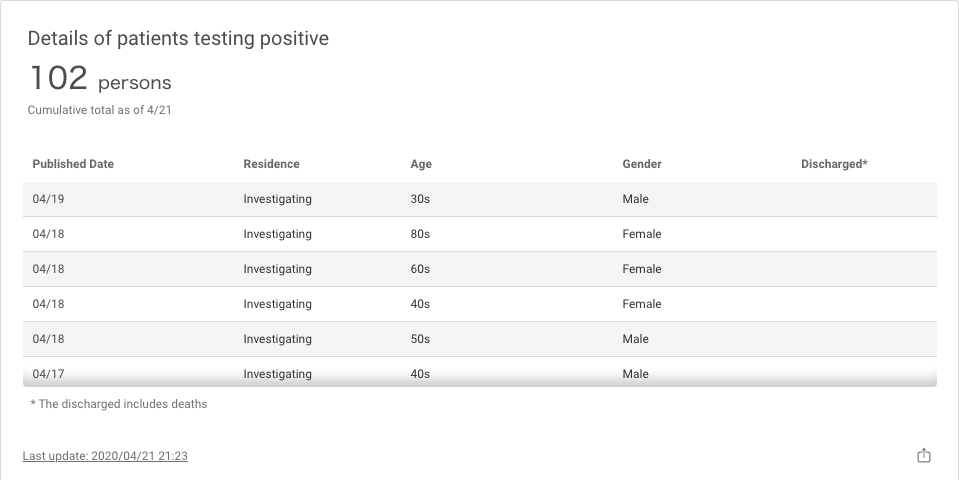 Details of patients testing positive
102 persons
Cumulative total as of 4/21
Published Date Residence Age Gender Discharged*
04/19 Investigating 30s Male
04/18 Investigating 80s Female
04/18 Investigating 60s Female
04/18 Investigating 40s Female
04/18 Investigating 50s Male
04/17 Investigating 40s Male
* The discharged includes deaths
Last update: 2020/04/21 21:23